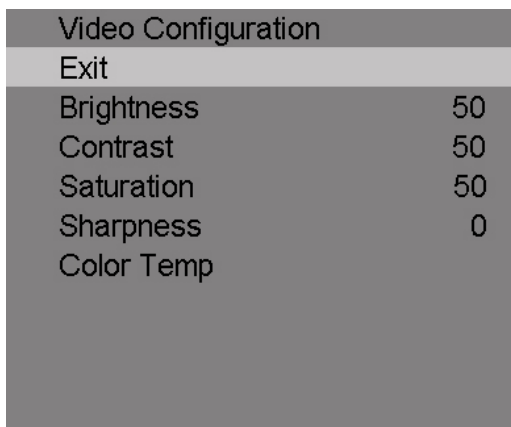 Video Configuration
Exit
Brightness 50
Contrast 50
Saturation 50
Sharpness 0
Color Temp